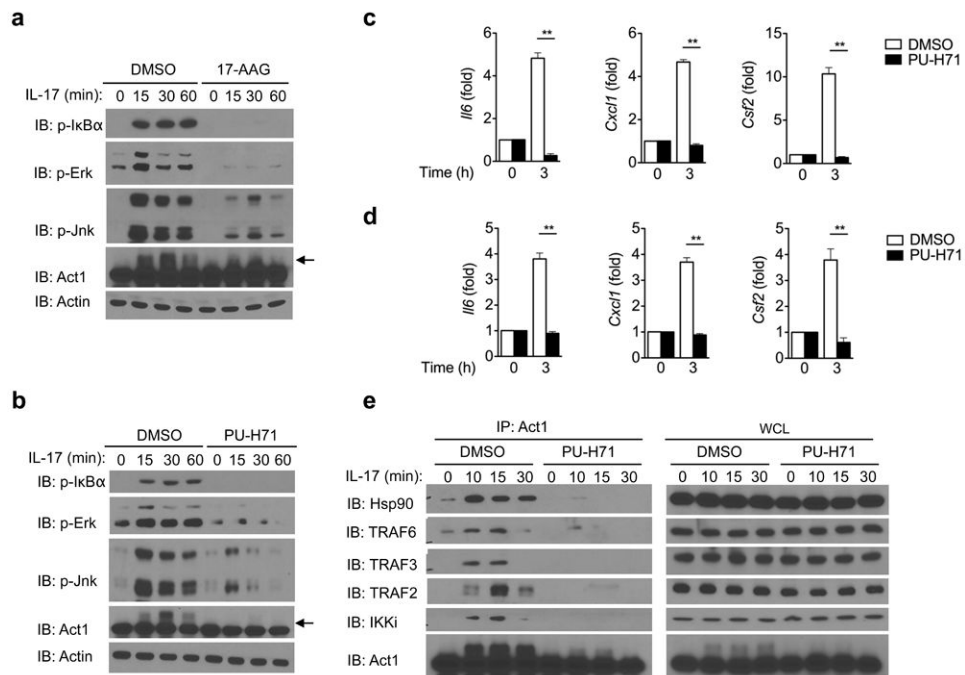 a
DMSO 17-AAG
IL-17 (min): 0 15 30 60 0 15 30 60
IB: p-IκBα
IB: p-Erk
IB: p-Jnk
IB: Act1
IB: Actin
b
DMSO PU-H71
IL-17 (min): 0 15 30 60 0 15 30 60
IB: p-IκBα
IB: p-Erk
IB: p-Jnk
IB: Act1
IB: Actin
c
Il6 (fold)
6
4
2
0
**
0 3
Time (h)
Cxcl1 (fold)
6
4
2
0
**
0 3
Csf2 (fold)
15
10
5
0
**
0 3
DMSO
PU-H71
d
Il6 (fold)
5
4
3
2
1
0
**
0 3
Time (h)
Cxcl1 (fold)
5
4
3
2
1
0
**
0 3
Csf2 (fold)
5
4
3
2
1
0
**
0 3
DMSO
PU-H71
e
IP: Act1 WCL
DMSO PU-H71 DMSO PU-H71
IL-17 (min): 0 10 15 30 0 10 15 30 0 10 15 30 0 10 15 30
IB: Hsp90
IB: TRAF6
IB: TRAF3
IB: TRAF2
IB: IKKi
IB: Act1